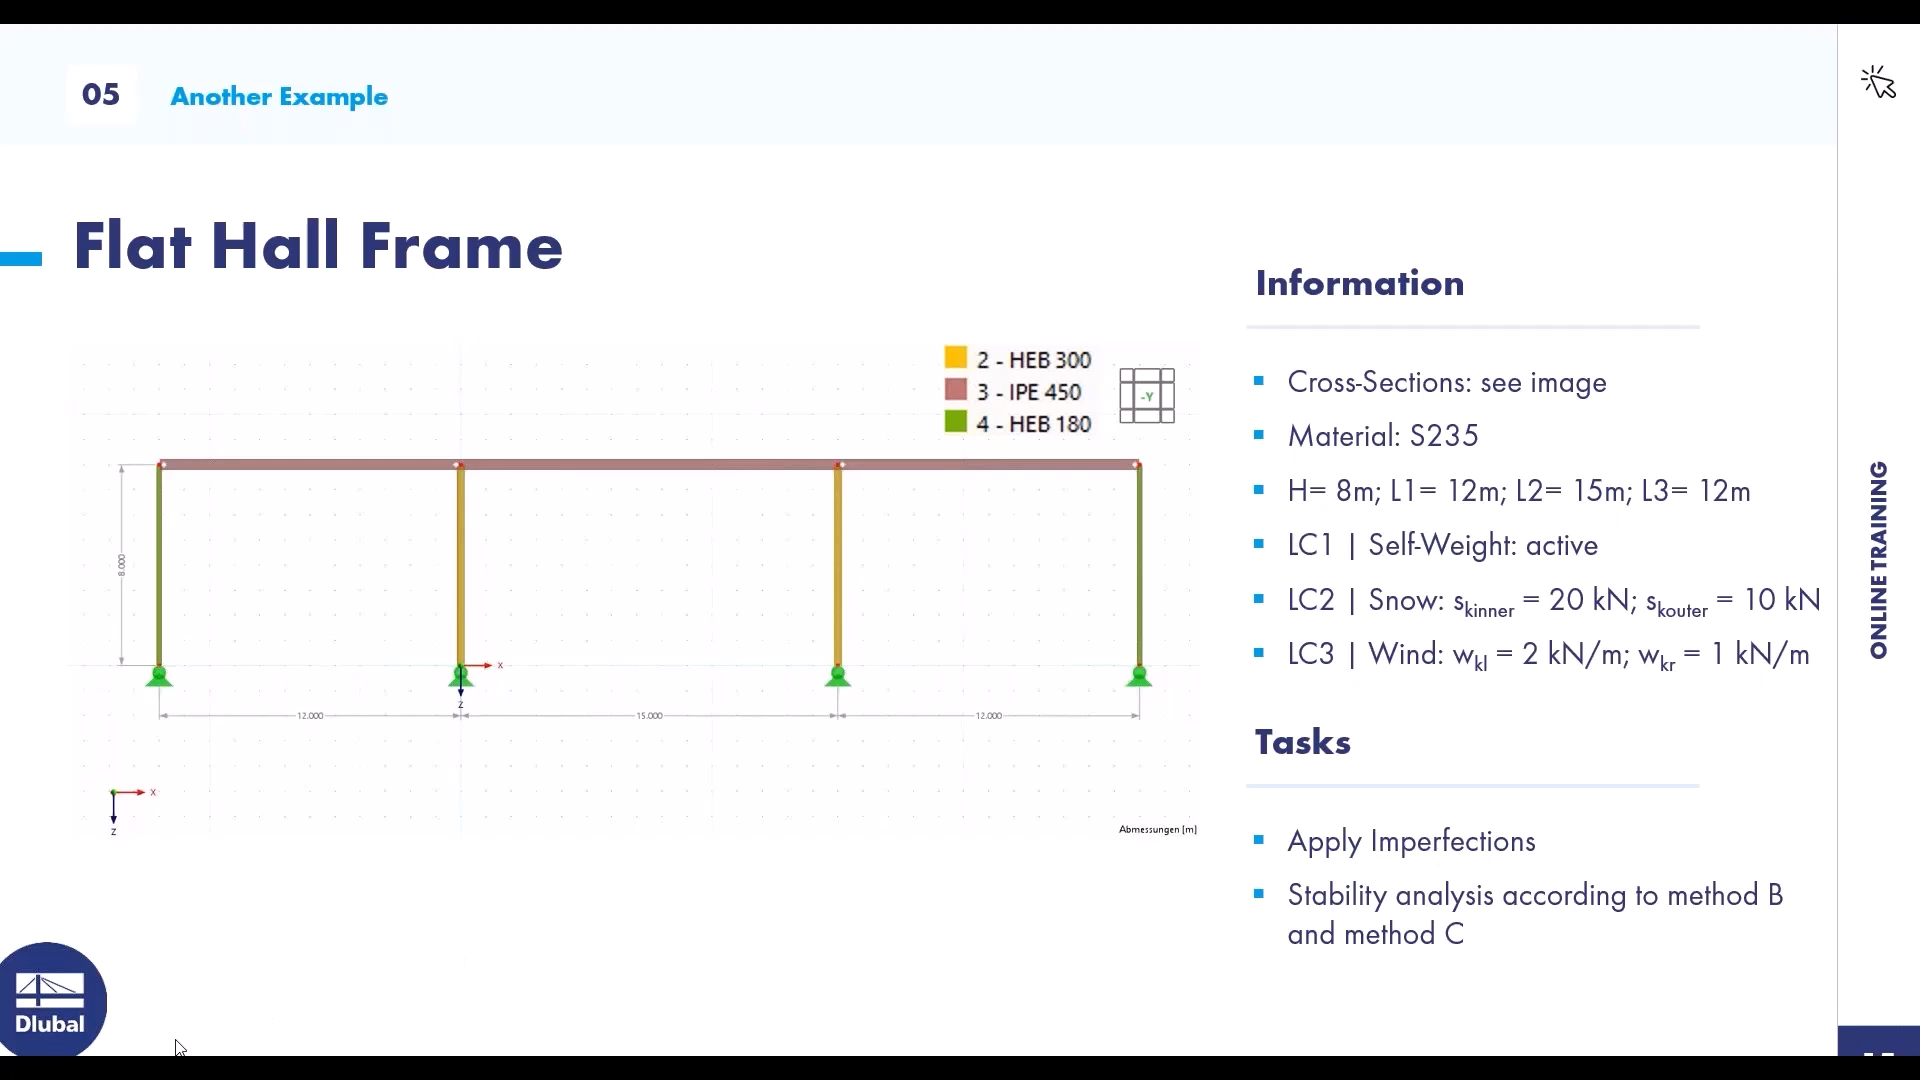 05 Another Example
Flat Hall Frame
2 - HEB 300
3 - IPE 450
4 - HEB 180
-Y
8.000
X
Z
12.000
15.000
12.000
X
Z
Abmessungen [m]
Information
Cross-Sections: see image
Material: S235
H= 8m; L1= 12m; L2= 15m; L3= 12m
LC1 | Self-Weight: active
LC2 | Snow: skinner = 20 kN; skouter = 10 kN
LC3 | Wind: wkl = 2 kN/m; wkr = 1 kN/m
Tasks
Apply Imperfections
Stability analysis according to method B
and method C
ONLINE TRAINING
Dlubal